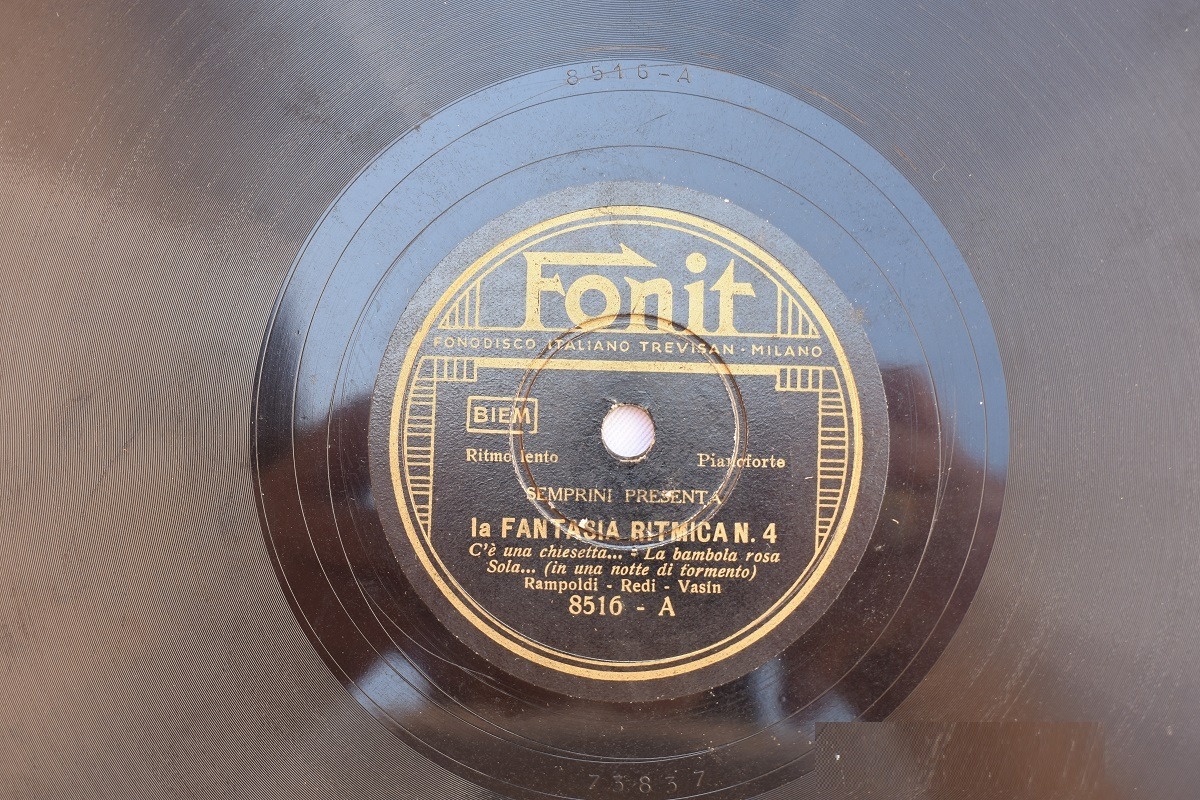 8516-A
Fonit
FONODISCO ITALIANO TREVISAN - MILANO
BIEM
Ritmo lento Pianoforte
SEMPRINI PRESENTA
la FANTASIA RITMICA N. 4
C'è una chiesetta... - La bambola rosa
Sola... (in una notte di tormento)
Rampoldi - Redi - Vasin
8516 - A
73837